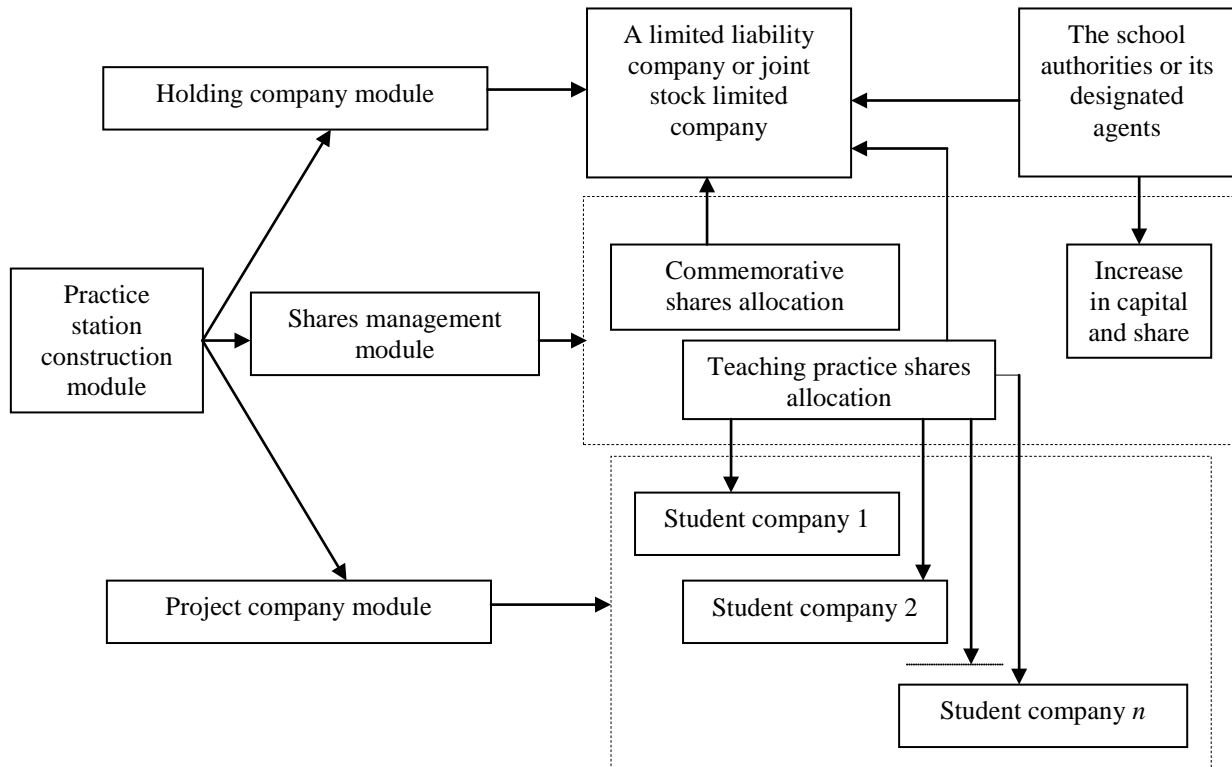 A limited liability
company or joint
stock limited
company
The school
authorities or its
designated
agents
Holding company module
Commemorative
shares allocation
Increase
in capital
and share
Practice
station
construction
module
Shares management
module
Teaching practice shares
allocation
Student company 1
Project company module
Student company 2
Student company n